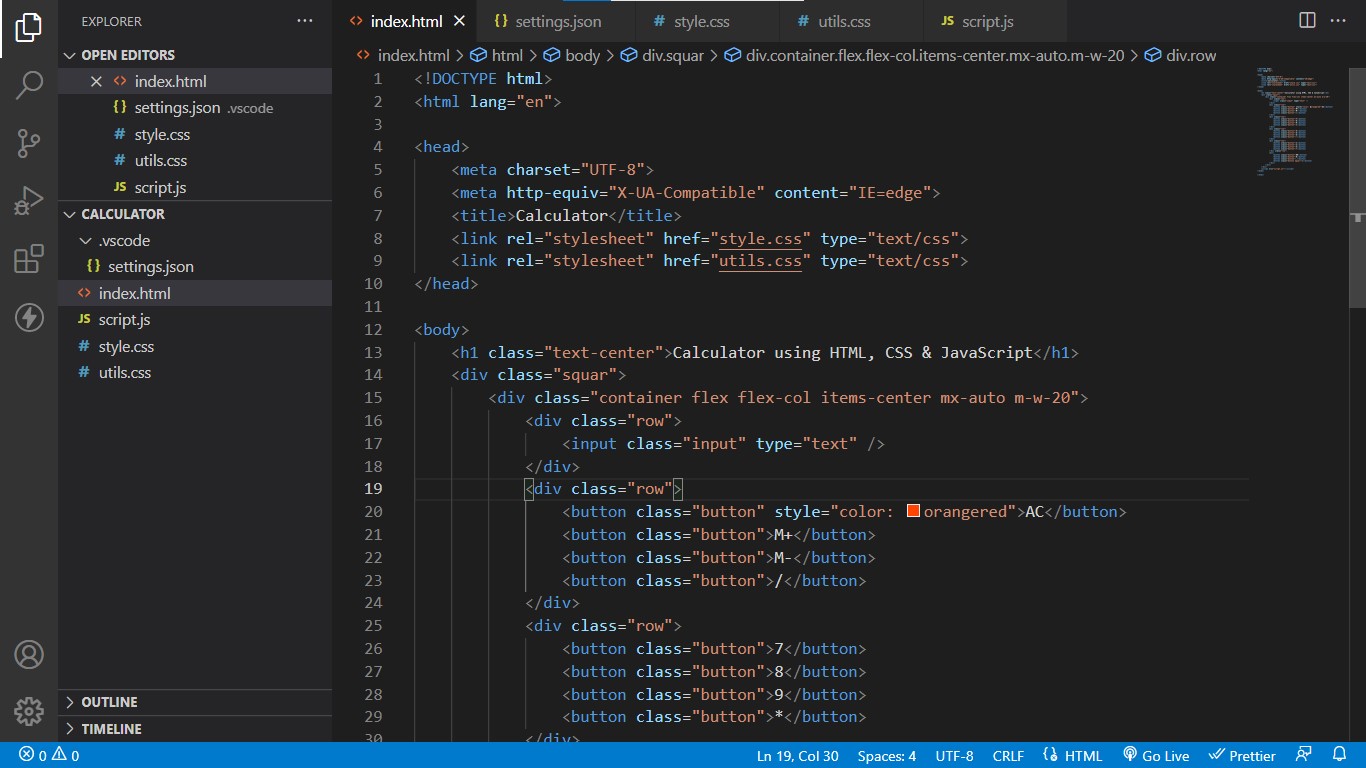 EXPLORER
OPEN EDITORS
index.html
{} settings.json .vscode
# style.css
# utils.css
JS script.js
CALCULATOR
.vscode
{} settings.json
<> index.html
JS script.js
# style.css
# utils.css
OUTLINE
TIMELINE
<> index.html
{} settings.json
# style.css
# utils.css
JS script.js
<> index.html > html > body > div.squar > div.container.flex.flex-col.items-center.mx-auto.m-w-20 > div.row
1 <!DOCTYPE html>
2 <html lang="en">
3
4 <head>
5 <meta charset="UTF-8">
6 <meta http-equiv="X-UA-Compatible" content="IE=edge">
7 <title>Calculator</title>
8 <link rel="stylesheet" href="style.css" type="text/css">
9 <link rel="stylesheet" href="utils.css" type="text/css">
10 </head>
11
12 <body>
13 <h1 class="text-center">Calculator using HTML, CSS & JavaScript</h1>
14 <div class="squar">
15 <div class="container flex flex-col items-center mx-auto m-w-20">
16 <div class="row">
17 <input class="input" type="text" />
18 </div>
19 <div class="row">
20 <button class="button" style="color: orangered">AC</button>
21 <button class="button">M+</button>
22 <button class="button">M-</button>
23 <button class="button">/</button>
24 </div>
25 <div class="row">
26 <button class="button">7</button>
27 <button class="button">8</button>
28 <button class="button">9</button>
29 <button class="button">*</button>
30 </div>
0 0
Ln 19, Col 30
Spaces: 4
UTF-8
CRLF
HTML
Go Live
Prettier